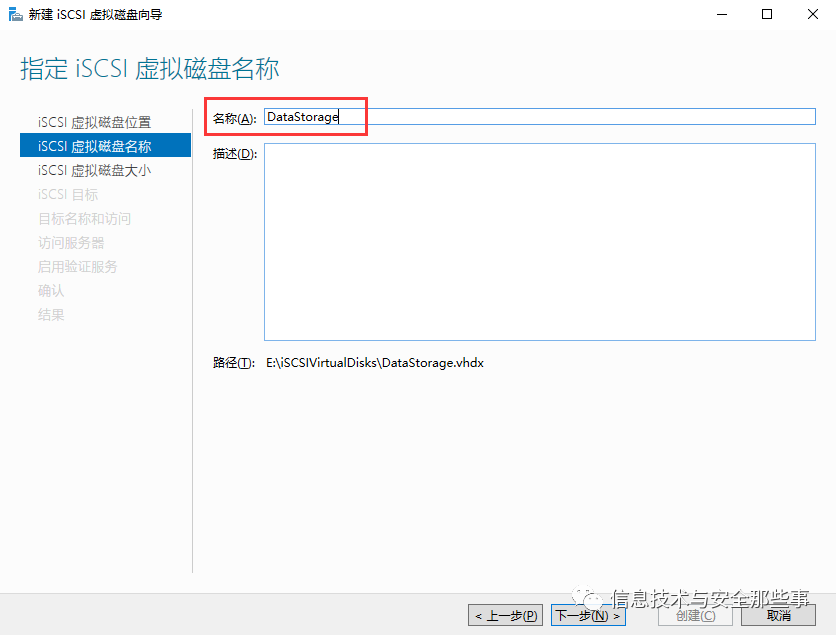 新建 iSCSI 虚拟磁盘向导
指定 iSCSI 虚拟磁盘名称
iSCSI 虚拟磁盘位置
iSCSI 虚拟磁盘名称
iSCSI 虚拟磁盘大小
iSCSI 目标
目标名称和访问
访问服务器
启用验证服务
确认
结果
名称(A): DataStorage
描述(D):
路径(T): E:\iSCSIVirtualDisks\DataStorage.vhdx
信息技术与安全那些事
< 上一步(P) 下一步(N) > 创建(C) 取消